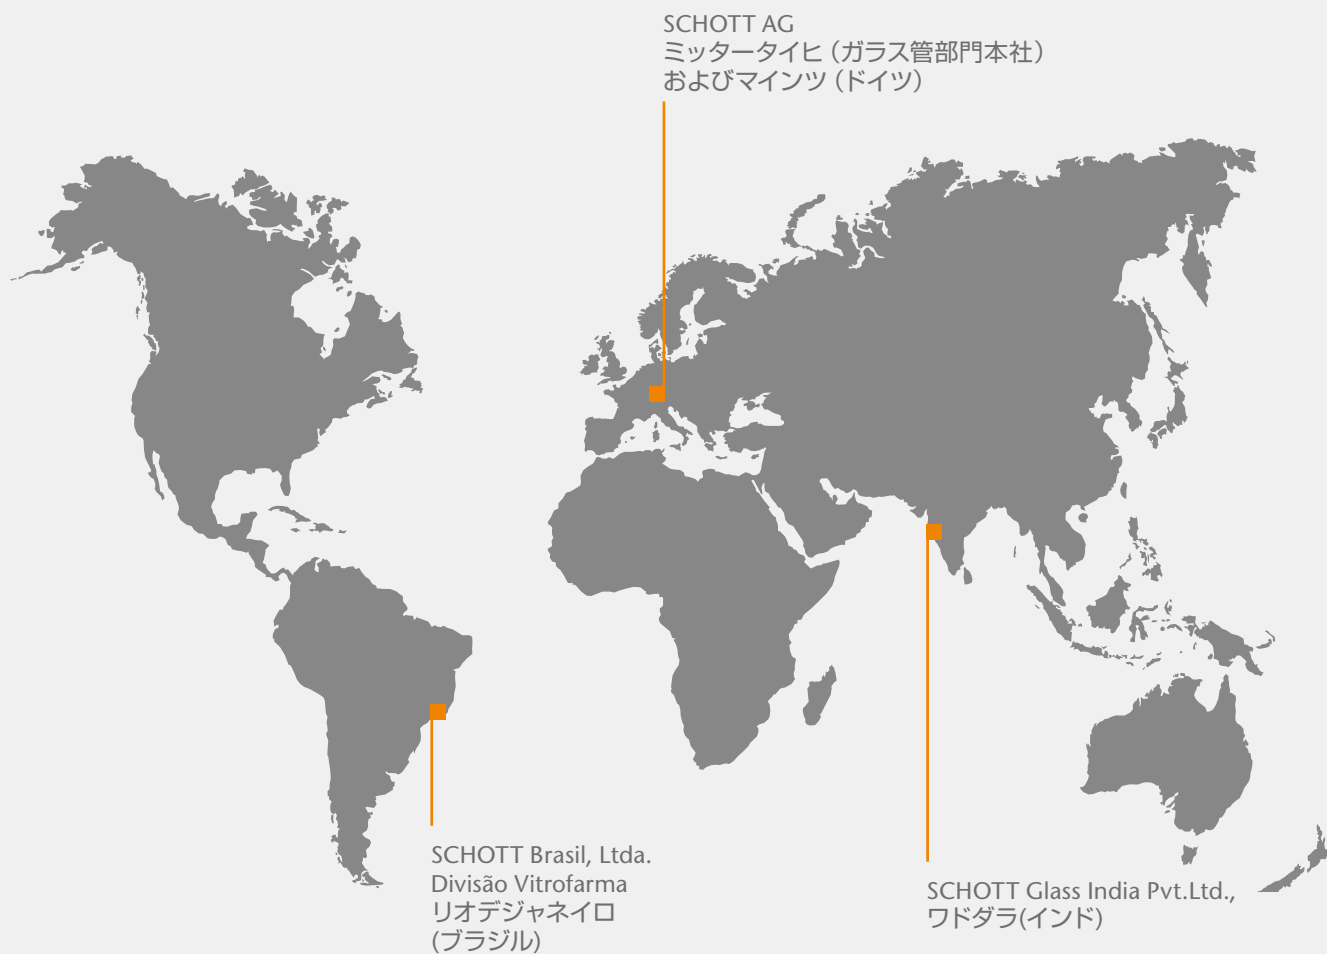 SCHOTT AG
ミッタータイヒ（ガラス管部門本社）
およびマインツ（ドイツ）
SCHOTT Brasil, Ltda.
Divisão Vitrofarma
リオデジャネイロ
(ブラジル)
SCHOTT Glass India Pvt.Ltd.,
ワドダラ(インド)